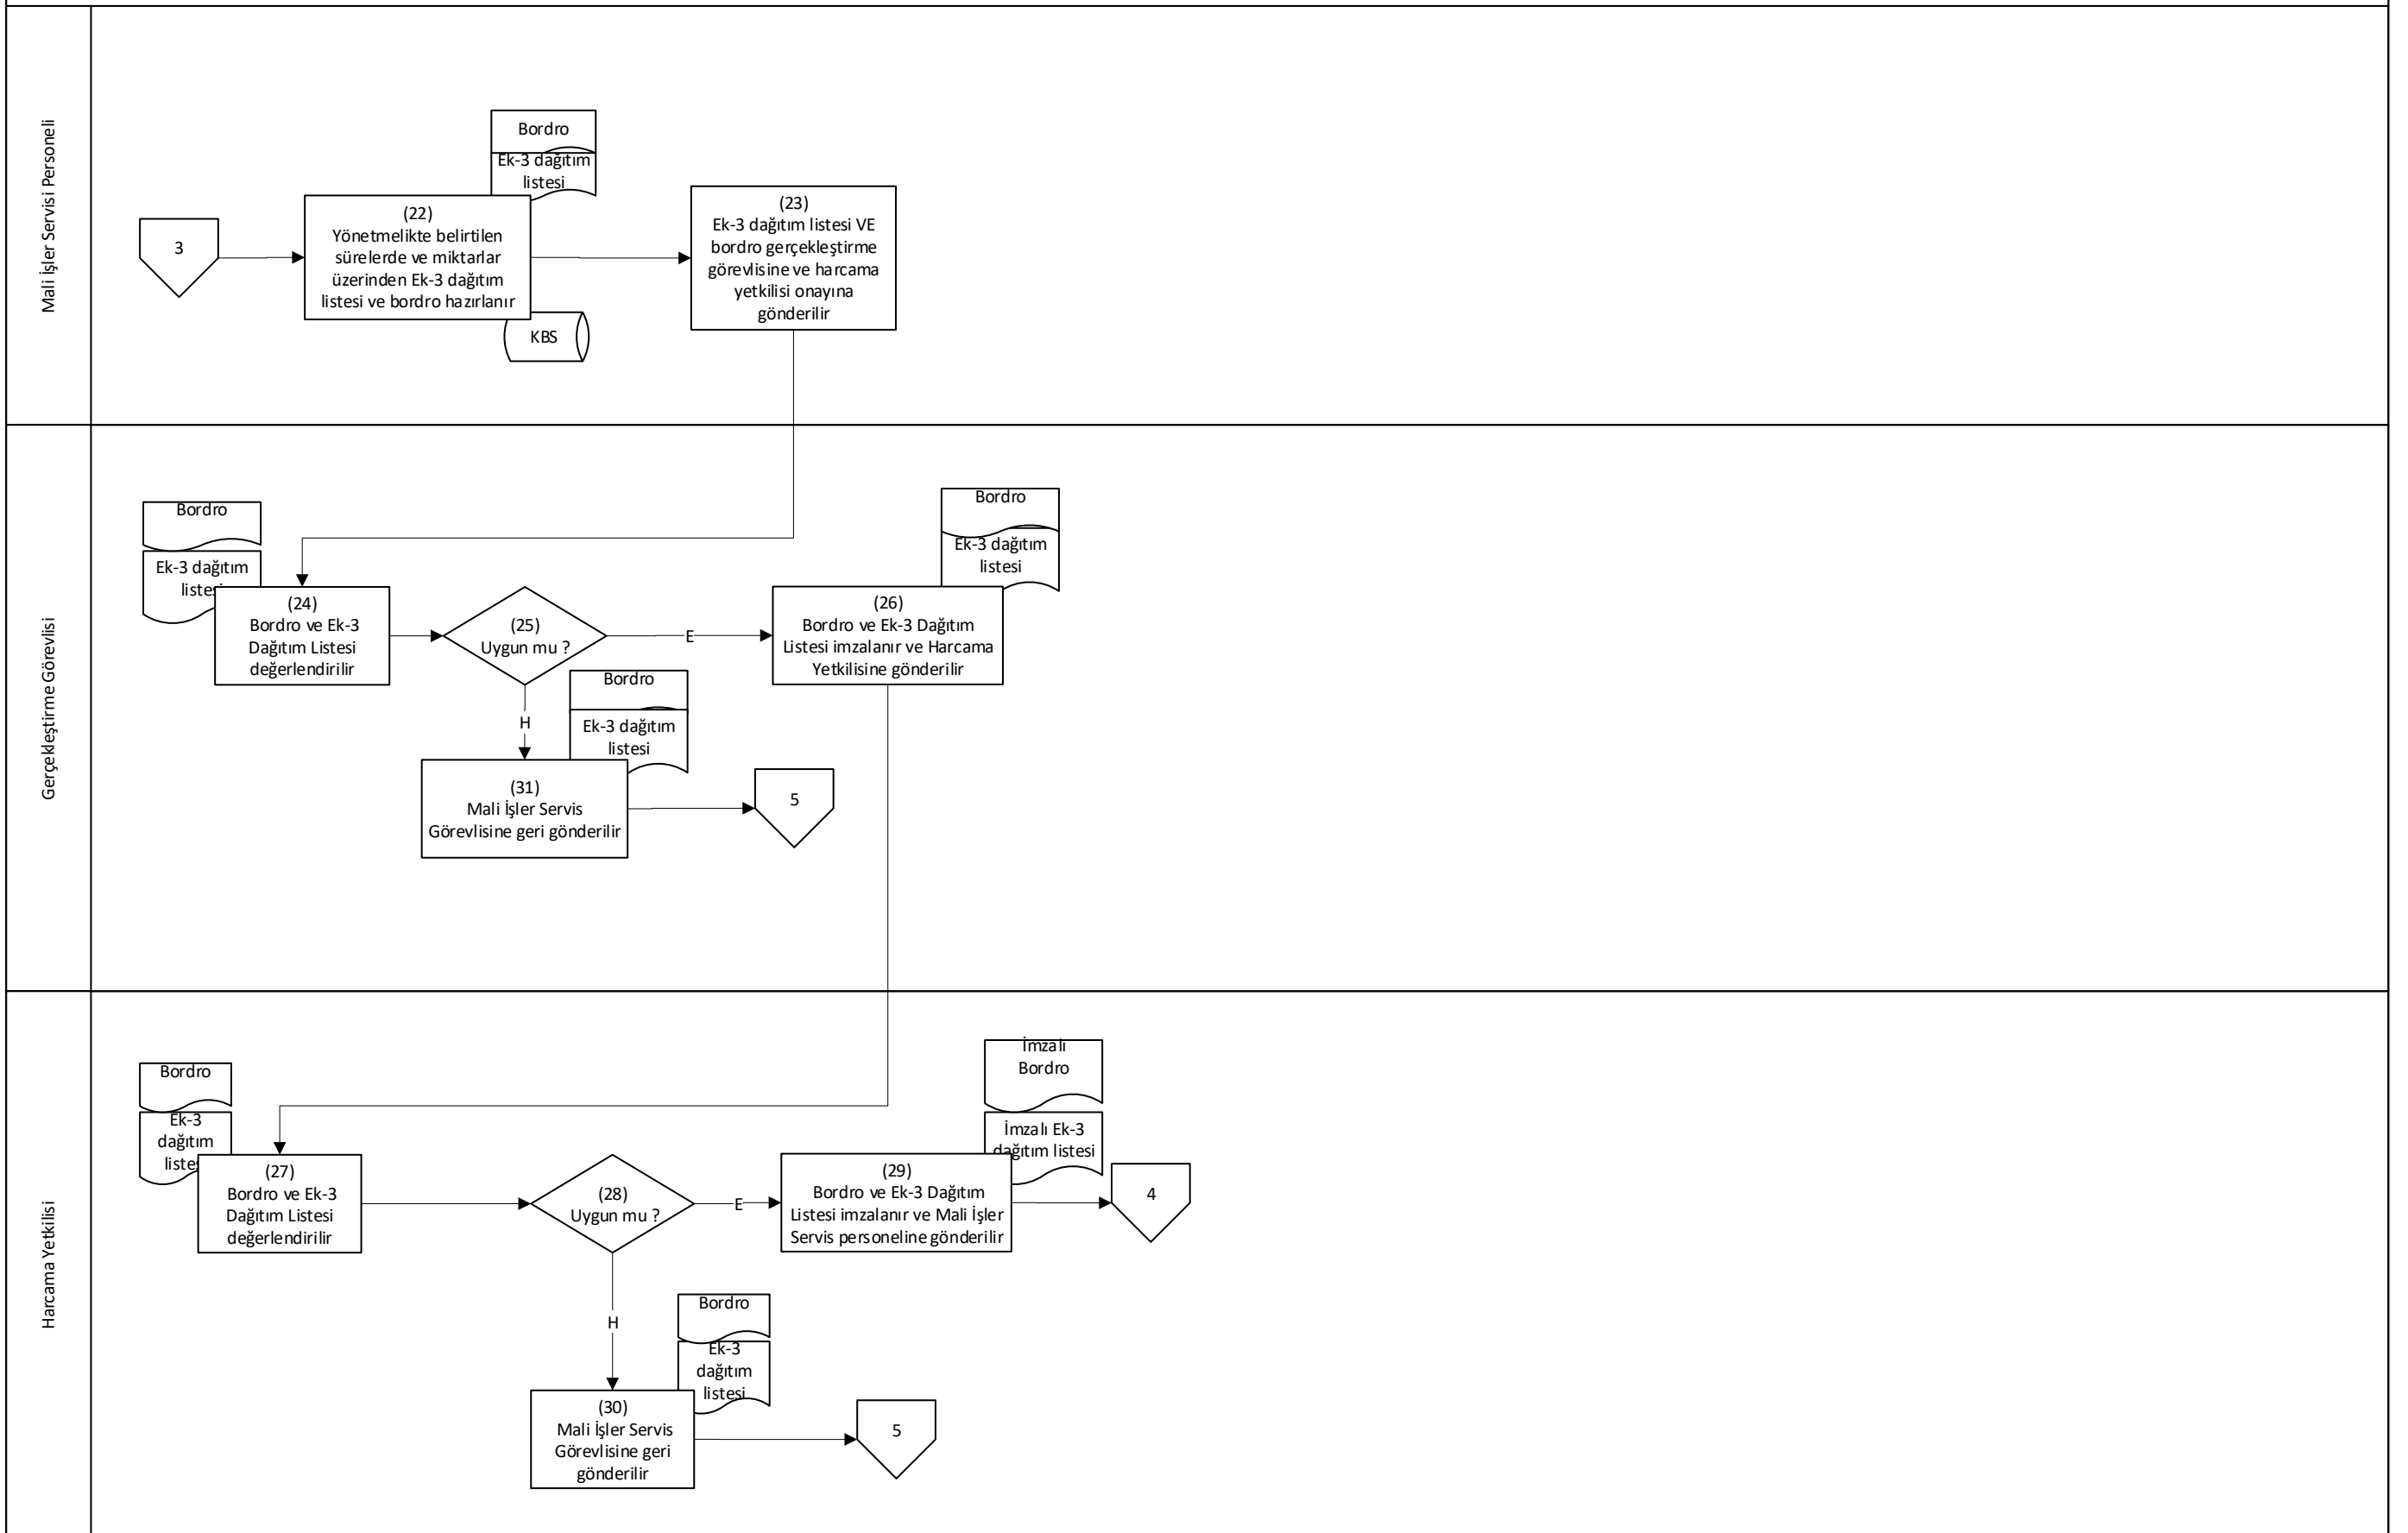 Mali İşler Servisi Personeli
Bordro
Ek-3 dağıtım
listesi
3
(22)
Yönetmelikte belirtilen
sürelerde ve miktarlar
üzerinden Ek-3 dağıtım
listesi ve bordro hazırlanır
KBS
(23)
Ek-3 dağıtım listesi VE
bordro gerçekleştirme
görevlisine ve harcama
yetkilisi onayına
gönderilir
Gerçekleştirme Görevlisi
Bordro
Ek-3 dağıtım
listesi
(24)
Bordro ve Ek-3
Dağıtım Listesi
değerlendirilir
(25)
Uygun mu ?
E
Bordro
Ek-3 dağıtım
listesi
(26)
Bordro ve Ek-3 Dağıtım
Listesi imzalanır ve Harcama
Yetkilisine gönderilir
H
Bordro
Ek-3 dağıtım
listesi
(31)
Mali İşler Servis
Görevlisine geri gönderilir
5
Harcama Yetkilisi
Bordro
Ek-3
dağıtım
listesi
(27)
Bordro ve Ek-3
Dağıtım Listesi
değerlendirilir
(28)
Uygun mu ?
E
İmzalı
Bordro
İmzalı Ek-3
dağıtım listesi
(29)
Bordro ve Ek-3 Dağıtım
Listesi imzalanır ve Mali İşler
Servis personeline gönderilir
4
H
Bordro
Ek-3
dağıtım
listesi
(30)
Mali İşler Servis
Görevlisine geri
gönderilir
5